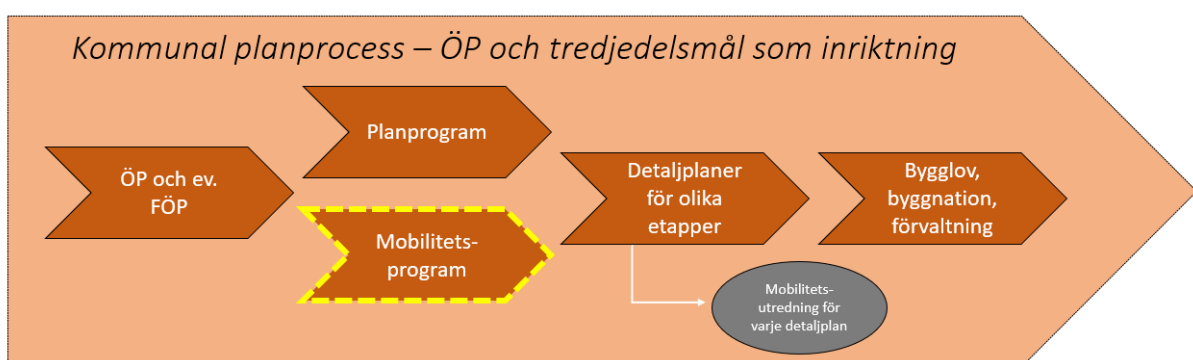 Kommunal planprocess – ÖP och tredjedelsmål som inriktning
ÖP och ev.
FÖP
Planprogram
Mobilitets-
program
Detaljplaner
för olika
etapper
Bygglov,
byggnation,
förvaltning
Mobilitets-
utredning för
varje detaljplan